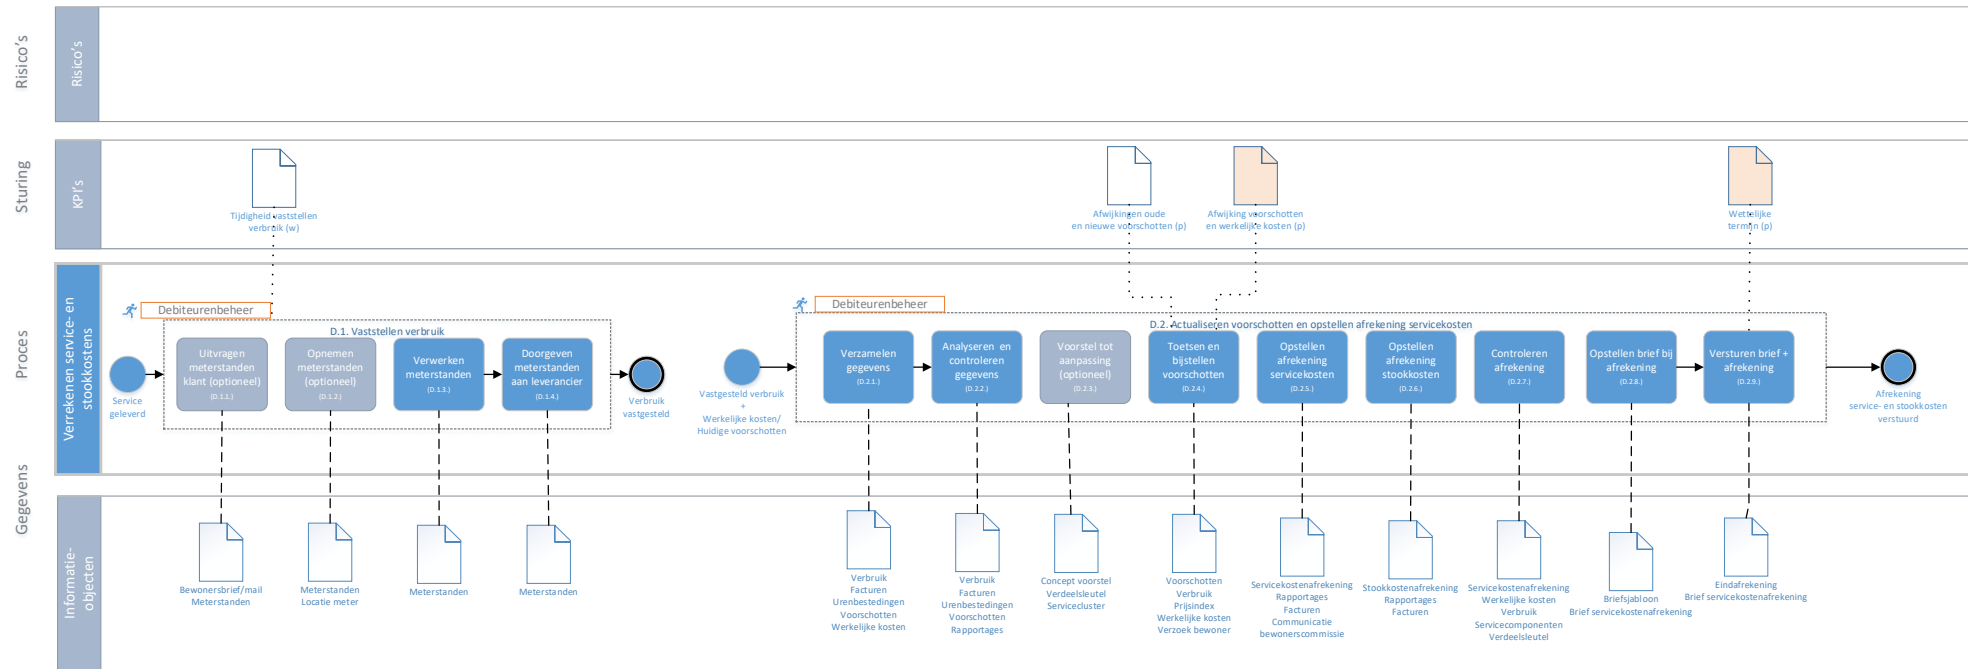 Risico's
Risico's
Sturing
KPI's
Tijdigheid vaststellen
verbruik (w)
Afwijkingen oude
en nieuwe voorschotten (p)
Afwijking voorschotten
en werkelijke kosten (p)
Wettelijke
termijn (p)
Proces
Verrekenen service- en
stookkostens
Debiteurenbeheer
D.1. Vaststellen verbruik
Service
geleverd
Uitvragen
meterstanden
klant (optioneel)
(D.1.1.)
Opnemen
meterstanden
(optioneel)
(D.1.2.)
Verwerken
meterstanden
(D.1.3.)
Doorgeven
meterstanden
aan leverancier
(D.1.4.)
Verbruik
vastgesteld
Vastgesteld verbruik
+
Werkelijke kosten/
Huidige voorschotten
Debiteurenbeheer
D.2. Actualiseren voorschotten en opstellen afrekening servicekosten
Verzamelen
gegevens
(D.2.1.)
Analyseren en
controleren
gegevens
(D.2.2.)
Voorstel tot
aanpassing
(optioneel)
(D.2.3.)
Toetsen en
bijstellen
voorschotten
(D.2.4.)
Opstellen
afrekening
servicekosten
(D.2.5.)
Opstellen
afrekening
stookkosten
(D.2.6.)
Controleren
afrekening
(D.2.7.)
Opstellen brief bij
afrekening
(D.2.8.)
Versturen brief +
afrekening
(D.2.9.)
Afrekening
service- en stookkosten
verstuurd
Gegevens
Informatie-
objecten
Bewonersbrief/mail
Meterstanden
Meterstanden
Locatie meter
Meterstanden
Meterstanden
Verbruik
Facturen
Urenbestedingen
Voorschotten
Werkelijke kosten
Verbruik
Facturen
Urenbestedingen
Voorschotten
Rapportages
Concept voorstel
Verdeelsleutel
Servicecluster
Voorschotten
Verbruik
Prijsindex
Werkelijke kosten
Verzoek bewoner
Servicekostenafrekening
Rapportages
Facturen
Communicatie
bewonerscommissie
Stookkostenafrekening
Rapportages
Facturen
Servicekostenafrekening
Werkelijke kosten
Verbruik
Servicecomponenten
Verdeelsleutel
Briefsjabloon
Brief servicekostenafrekening
Eindafrekening
Brief servicekostenafrekening